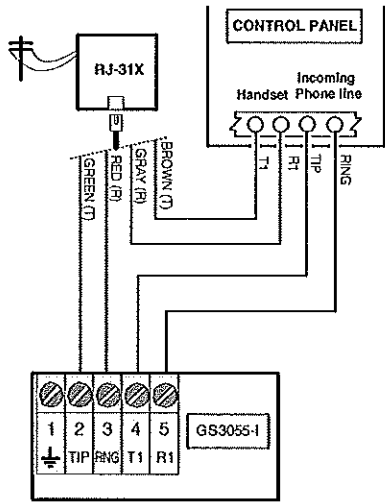 CONTROL PANEL
RJ-31X
Incoming
Handset Phone line
GREEN (T)
RED (R)
GRAY (R)
BROWN (T)
T1
R1
TIP
RING
1 2 3 4 5
TIP RNG T1 R1
GS3055-I